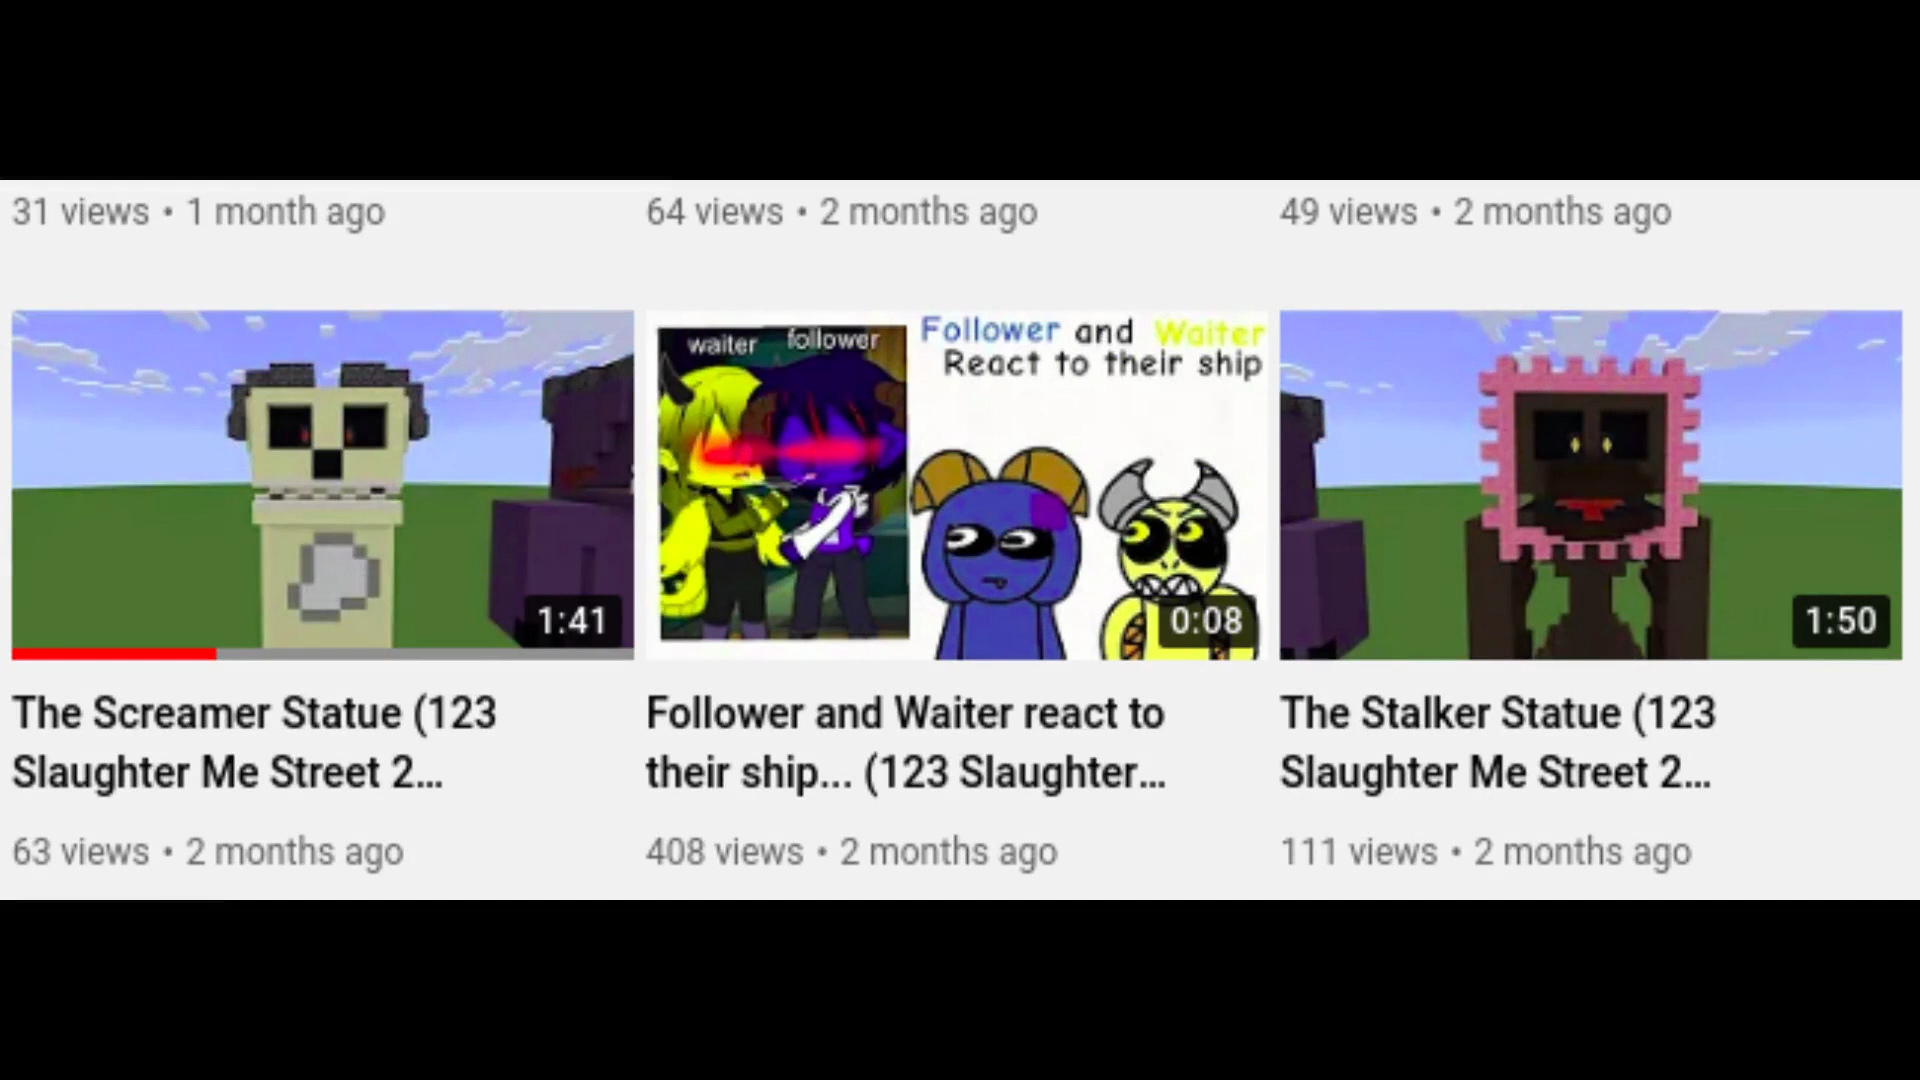 31 views • 1 month ago
64 views • 2 months ago
49 views • 2 months ago
waiter follower
Follower and Waiter
React to their ship
1:41
0:08
1:50
The Screamer Statue (123
Slaughter Me Street 2...
Follower and Waiter react to
their ship... (123 Slaughter...
The Stalker Statue (123
Slaughter Me Street 2...
63 views • 2 months ago
408 views • 2 months ago
111 views • 2 months ago